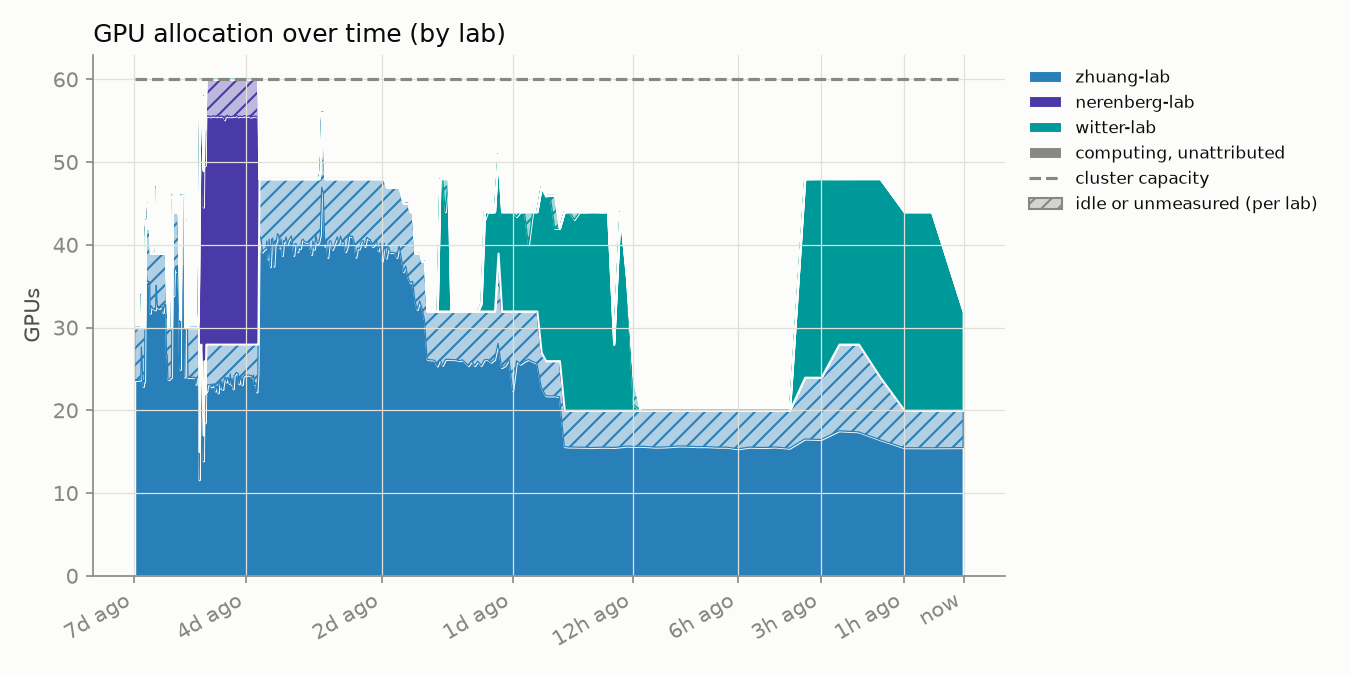 GPU allocation over time (by lab)
GPUs
60
50
40
30
20
10
0
7d ago
4d ago
2d ago
1d ago
12h ago
6h ago
3h ago
1h ago
now
zhuang-lab
nerenberg-lab
witter-lab
computing, unattributed
cluster capacity
idle or unmeasured (per lab)